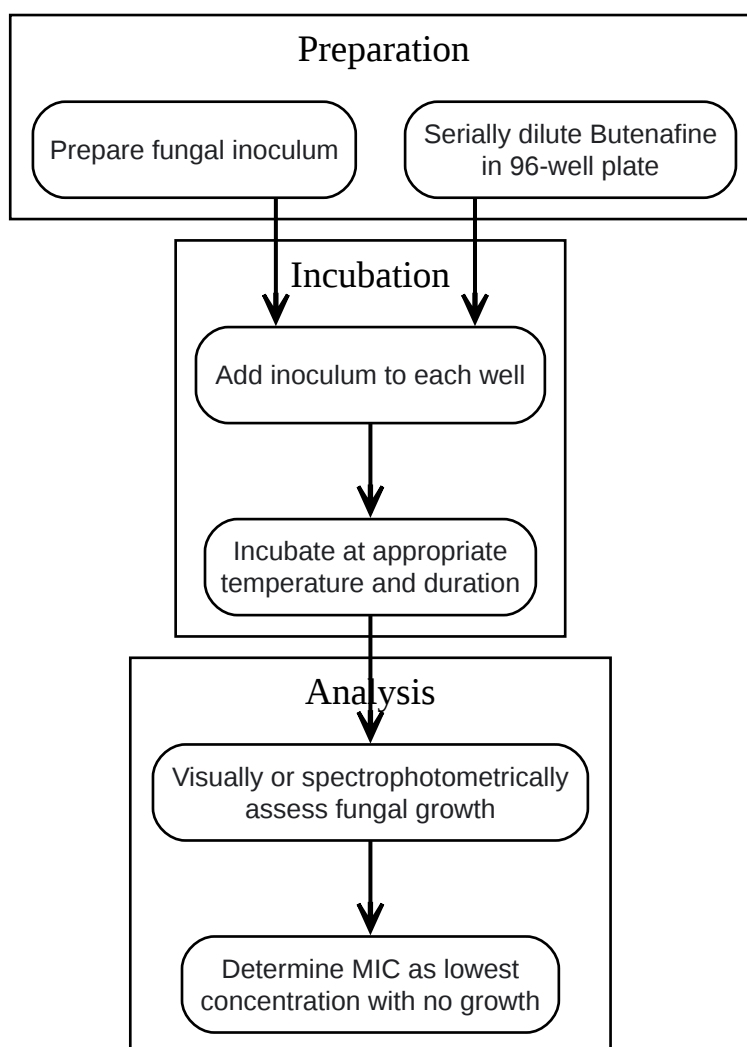 Preparation
Prepare fungal inoculum
Serially dilute Butenafine
in 96-well plate
Incubation
Add inoculum to each well
Incubate at appropriate
temperature and duration
Analysis
Visually or spectrophotometrically
assess fungal growth
Determine MIC as lowest
concentration with no growth